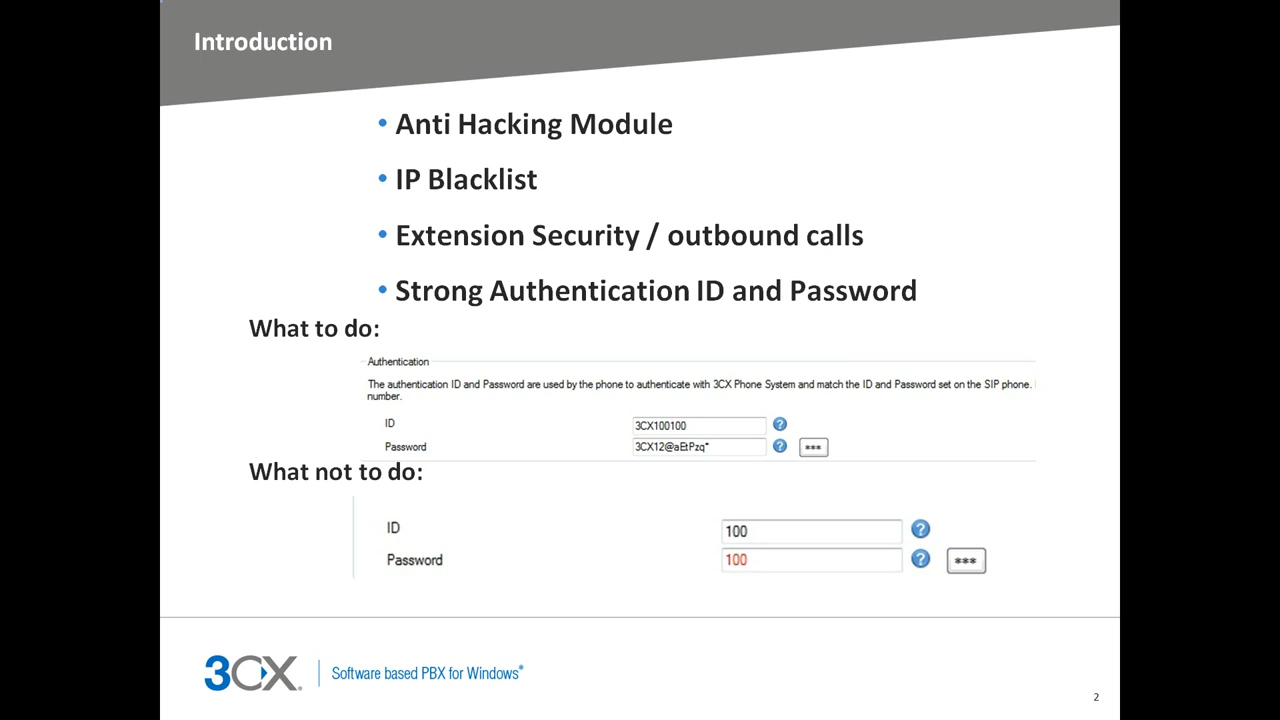 Introduction
• Anti Hacking Module
• IP Blacklist
• Extension Security / outbound calls
• Strong Authentication ID and Password
What to do:
Authentication
The authentication ID and Password are used by the phone to authenticate with 3CX Phone System and match the ID and Password set on the SIP phone.
number.
ID 3CX100100 ?
Password 3CX12@aEtPzq* ? ***
What not to do:
ID 100 ?
Password 100 ? ***
3CX® Software based PBX for Windows®
2